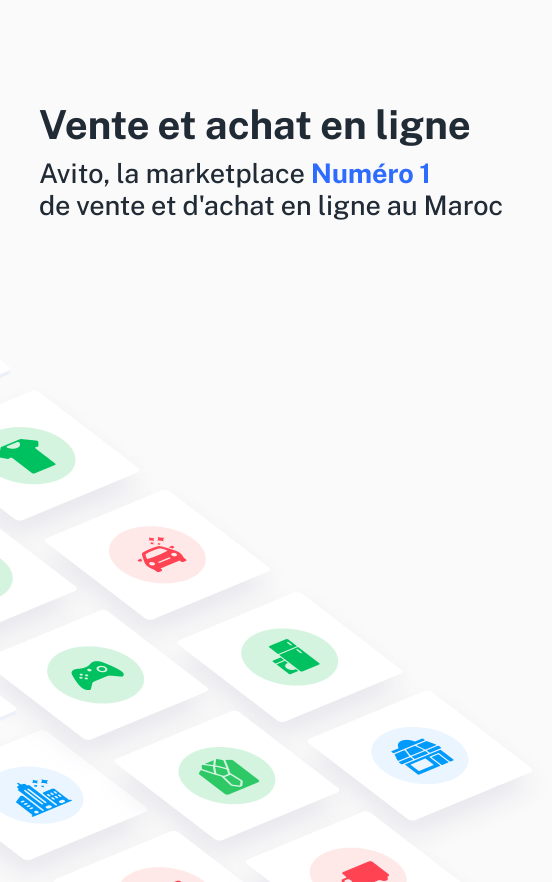 Vente et achat en ligne
Avito, la marketplace Numéro 1
de vente et d'achat en ligne au Maroc